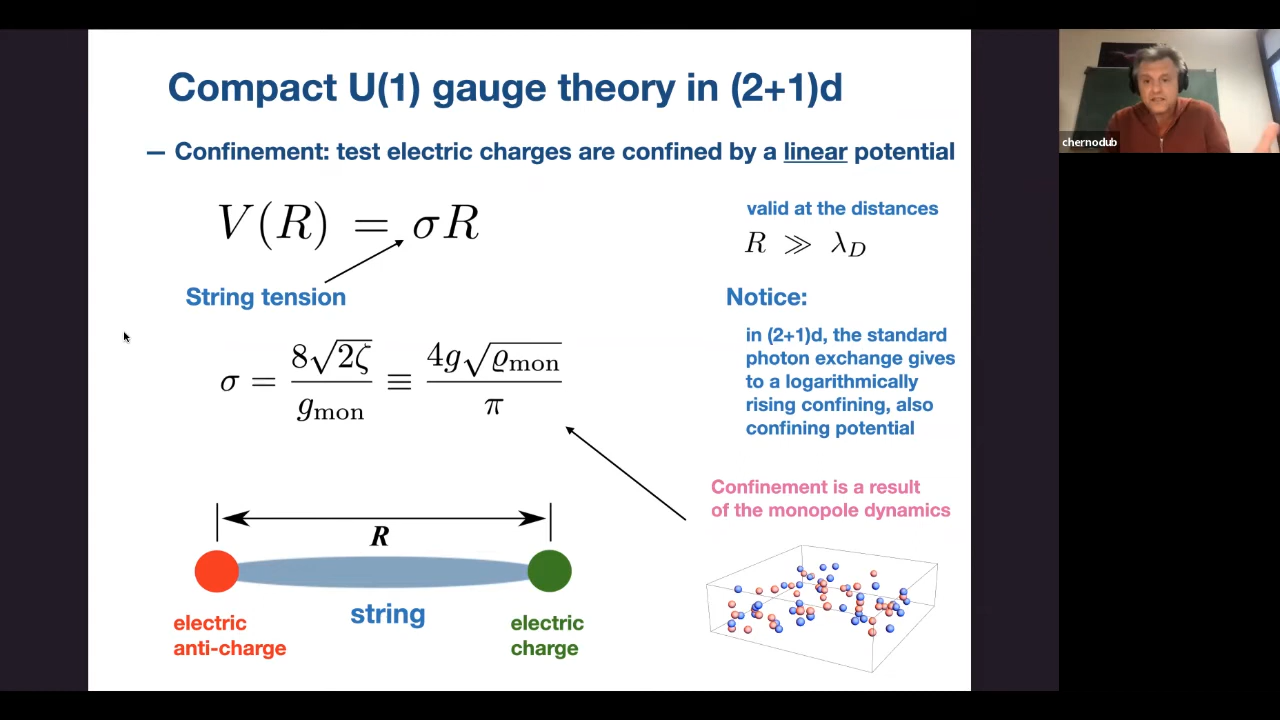 Compact U(1) gauge theory in (2+1)d
— Confinement: test electric charges are confined by a linear potential
V(R) = σR
String tension
σ = 8√2ζ / g_mon ≡ 4g√ϱ_mon / π
valid at the distances
R ≫ λ_D
Notice:
in (2+1)d, the standard
photon exchange gives
to a logarithmically
rising confining, also
confining potential
Confinement is a result
of the monopole dynamics
R
string
electric
anti-charge
electric
charge
chernodub